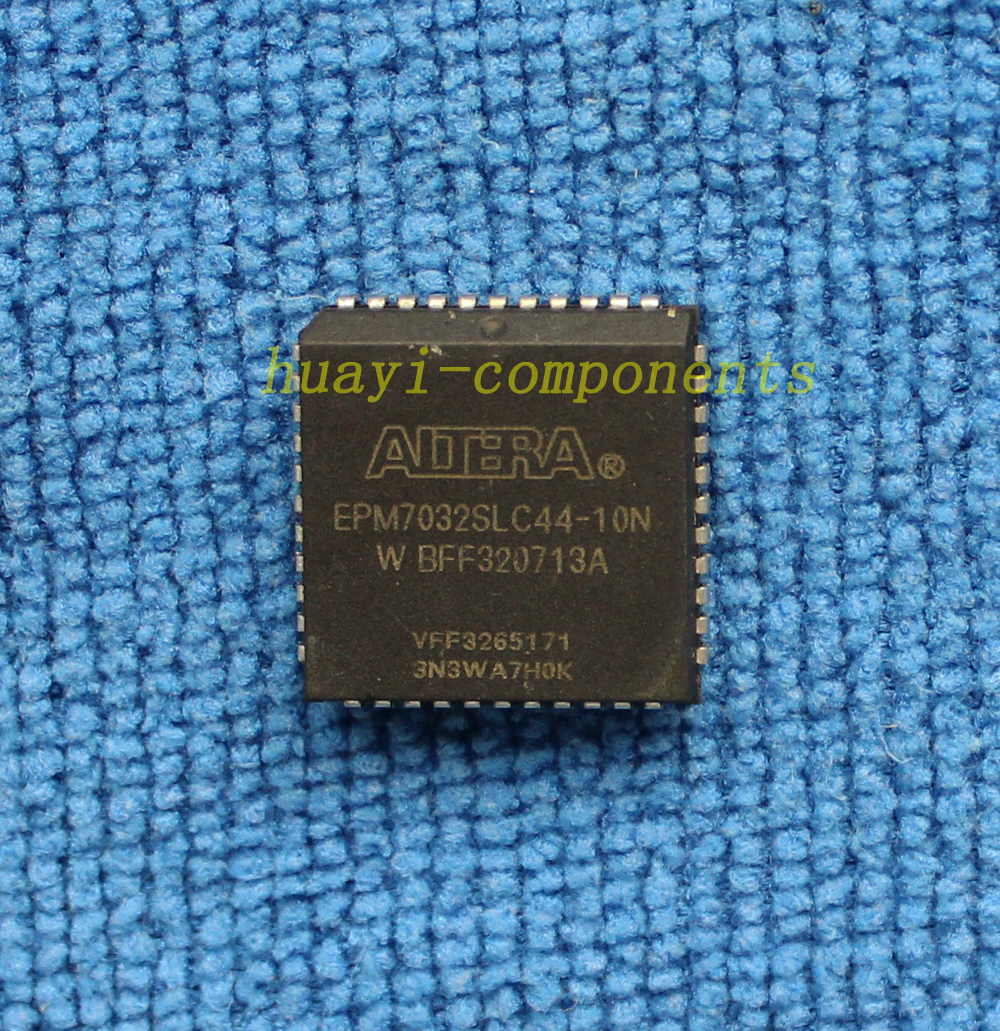 huayi-components
ALTERA®
EPM7032SLC44-10N
W BFF320713A
VFF3265171
3N3WA7H0K